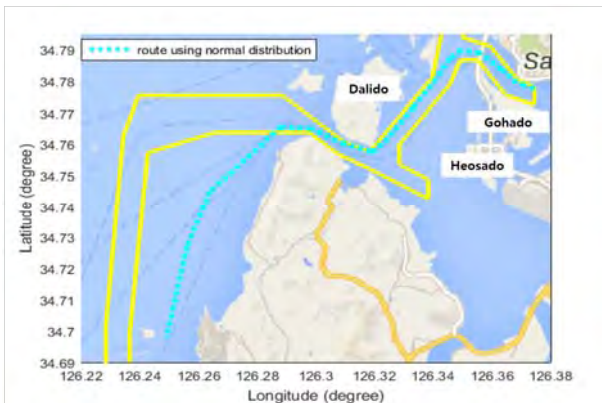 34.79
34.78
34.77
34.76
34.75
34.74
34.73
34.72
34.71
34.7
34.69
Latitude (degree)
route using normal distribution
Dalido
Sa
Gohado
Heosado
126.22 126.24 126.26 126.28 126.3 126.32 126.34 126.36 126.38
Longitude (degree)